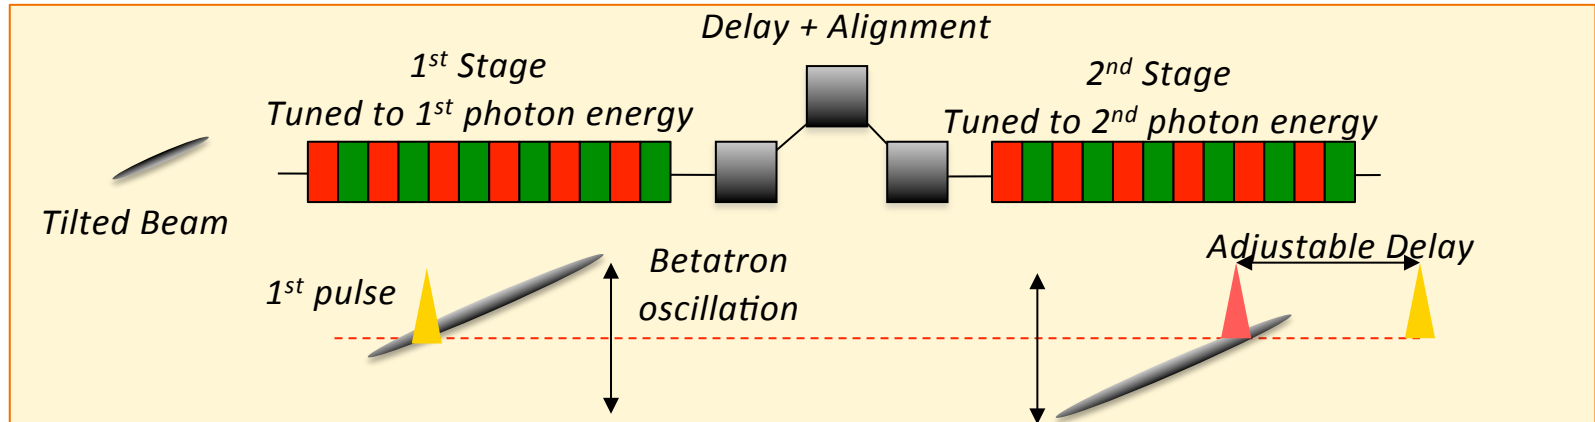 Delay + Alignment
1st Stage
Tuned to 1st photon energy
2nd Stage
Tuned to 2nd photon energy
Tilted Beam
1st pulse
Betatron
oscillation
Adjustable Delay